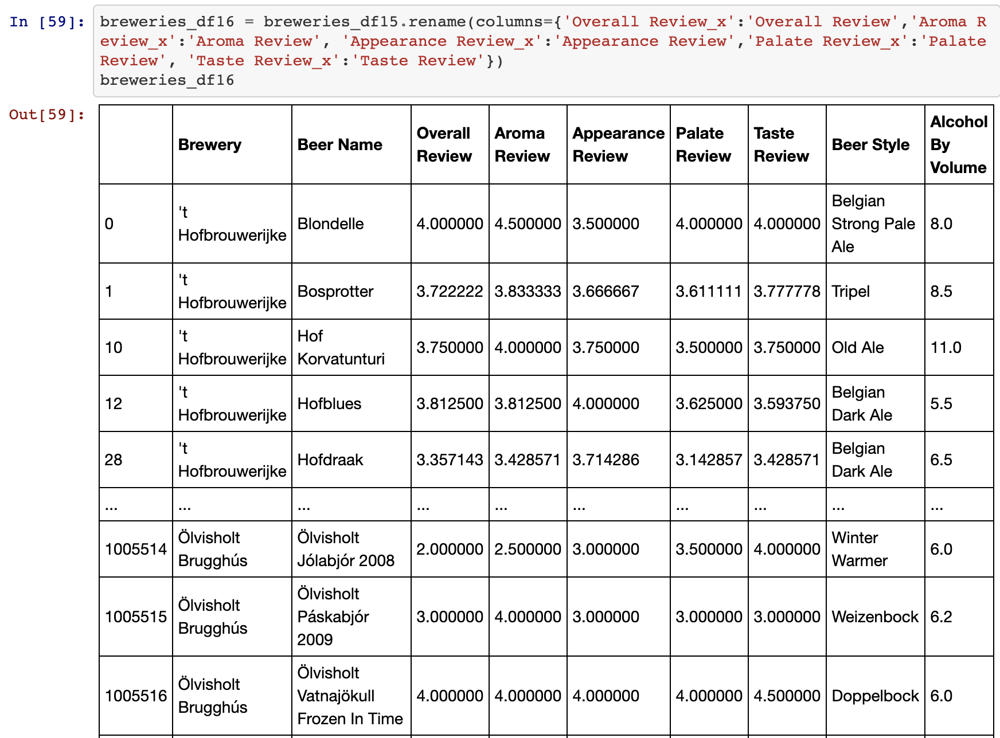 In [59]: breweries_df16 = breweries_df15.rename(columns={'Overall Review_x':'Overall Review','Aroma R
eview_x':'Aroma Review', 'Appearance Review_x':'Appearance Review','Palate Review_x':'Palate
Review', 'Taste Review_x':'Taste Review'})
breweries_df16
Out[59]:
Brewery Beer Name Overall Review Aroma Review Appearance Review Palate Review Taste Review Beer Style Alcohol By Volume
0 't Hofbrouwerijke Blondelle 4.000000 4.500000 3.500000 4.000000 4.000000 Belgian Strong Pale Ale 8.0
1 't Hofbrouwerijke Bosprotter 3.722222 3.833333 3.666667 3.611111 3.777778 Tripel 8.5
10 't Hofbrouwerijke Hof Korvatunturi 3.750000 4.000000 3.750000 3.500000 3.750000 Old Ale 11.0
12 't Hofbrouwerijke Hofblues 3.812500 3.812500 4.000000 3.625000 3.593750 Belgian Dark Ale 5.5
28 't Hofbrouwerijke Hofdraak 3.357143 3.428571 3.714286 3.142857 3.428571 Belgian Dark Ale 6.5
... ... ... ... ... ... ... ... ... ...
1005514 Ölvisholt Brugghús Ölvisholt Jólabjór 2008 2.000000 2.500000 3.000000 3.500000 4.000000 Winter Warmer 6.0
1005515 Ölvisholt Brugghús Ölvisholt Páskabjór 2009 3.000000 4.000000 3.000000 3.000000 3.000000 Weizenbock 6.2
1005516 Ölvisholt Brugghús Ölvisholt Vatnajökull Frozen In Time 4.000000 4.000000 4.000000 4.000000 4.500000 Doppelbock 6.0